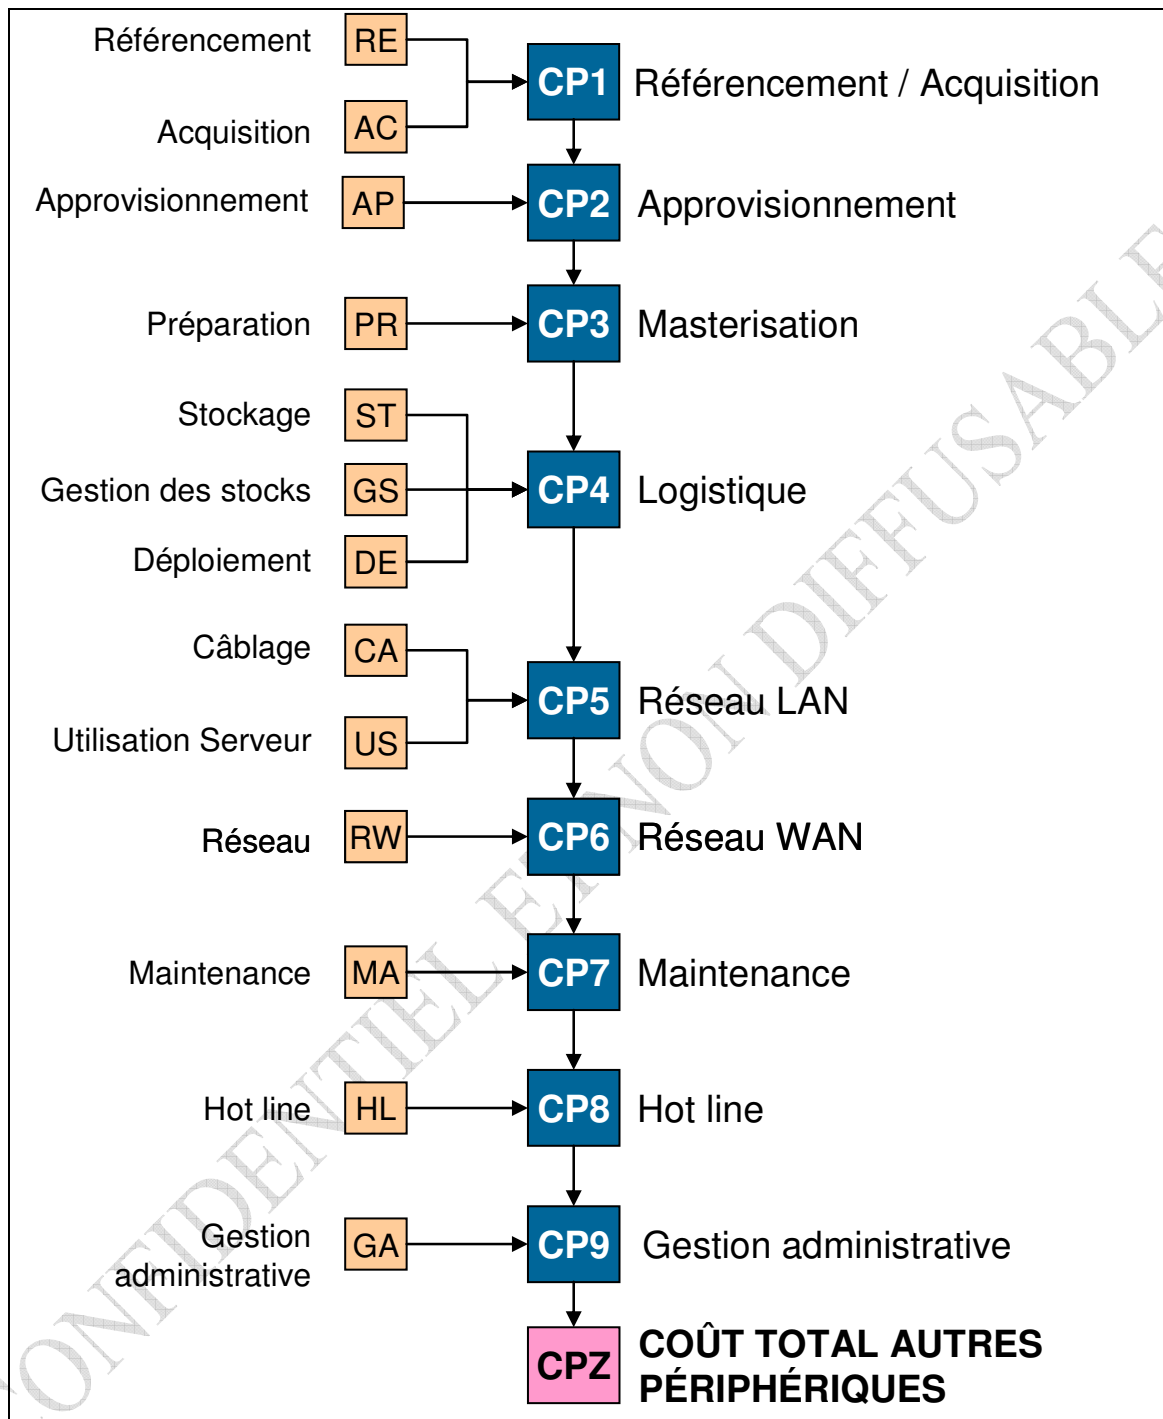 Référencement RE
CP1 Référencement / Acquisition
Acquisition AC
Approvisionnement AP CP2 Approvisionnement
Préparation PR CP3 Masterisation
Stockage ST
Gestion des stocks GS CP4 Logistique
Déploiement DE
Câblage CA
CP5 Réseau LAN
Utilisation Serveur US
Réseau RW CP6 Réseau WAN
Maintenance MA CP7 Maintenance
Hot line HL CP8 Hot line
Gestion
administrative GA CP9 Gestion administrative
CPZ COÛT TOTAL AUTRES
PÉRIPHÉRIQUES
CONFIDENTIEL ET NON DIFFUSABLE